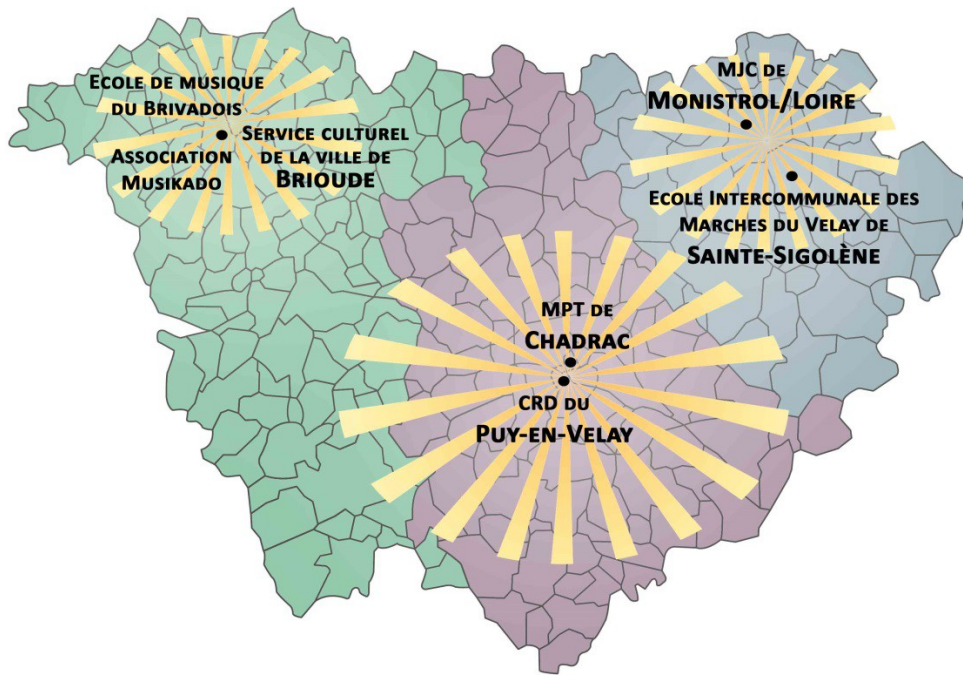 Ecole de musique
du Brivadois
Service culturel
de la ville de
Brioude
Association
Musikado
MJC de
Monistrol/Loire
Ecole Intercommunale des
Marches du Velay de
Sainte-Sigolène
MPT de
Chadrac
CRD du
Puy-en-Velay